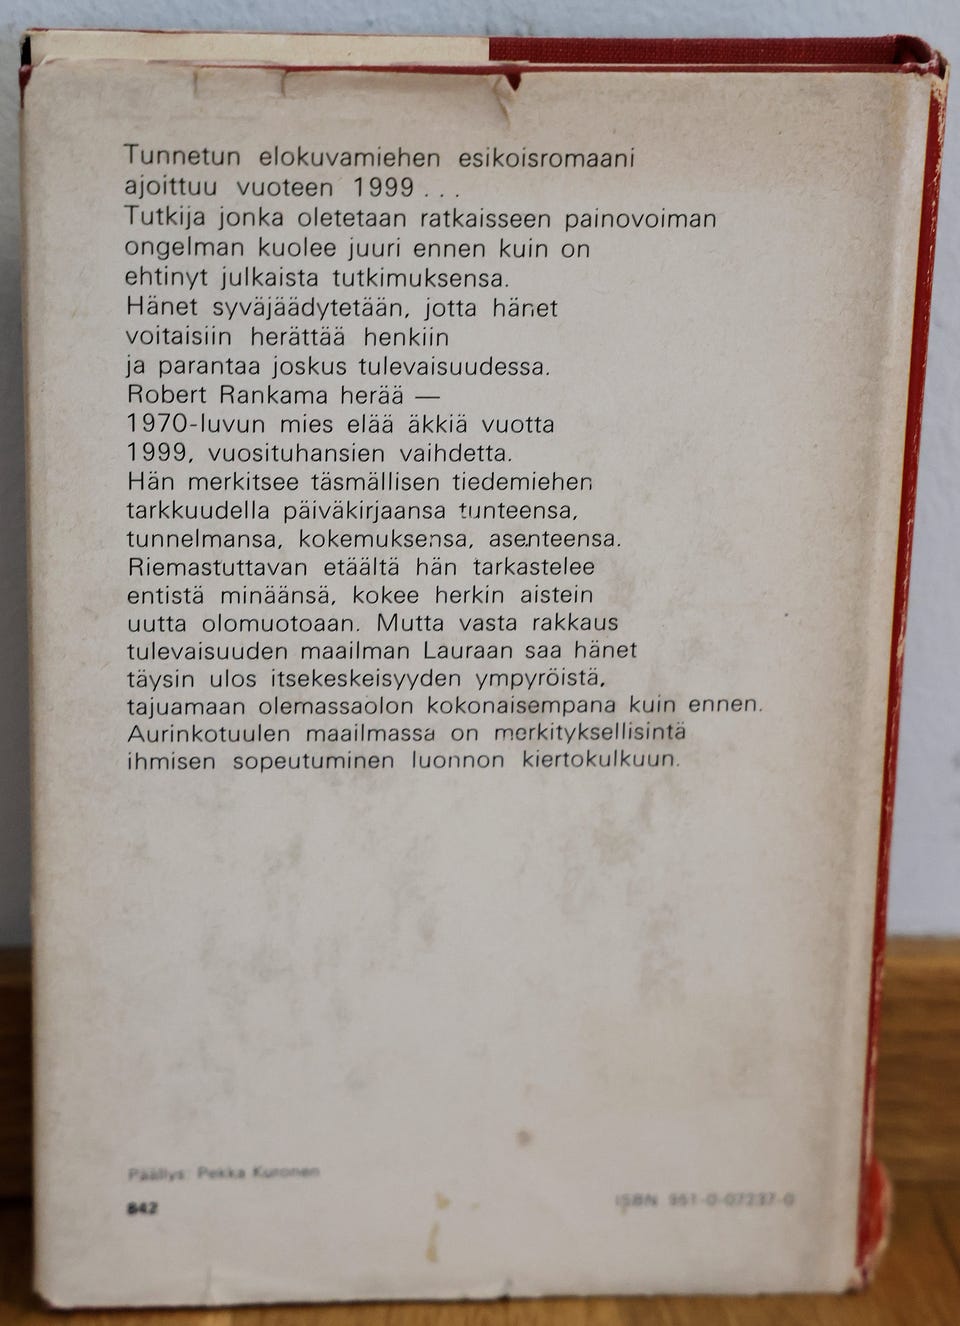 Tunnetun elokuvamiehen esikoisromaani
ajoittuu vuoteen 1999 . . .
Tutkija jonka oletetaan ratkaisseen painovoiman
ongelman kuolee juuri ennen kuin on
ehtinyt julkaista tutkimuksensa.
Hänet syväjäädytetään, jotta hänet
voitaisiin herättää henkiin
ja parantaa joskus tulevaisuudessa.
Robert Rankama herää —
1970-luvun mies elää äkkiä vuotta
1999, vuosituhansien vaihdetta.
Hän merkitsee täsmällisen tiedemiehen
tarkkuudella päiväkirjaansa tunteensa,
tunnelmansa, kokemuksensa, asenteensa.
Riemastuttavan etäältä hän tarkastelee
entistä minäänsä, kokee herkin aistein
uutta olomuotoaan. Mutta vasta rakkaus
tulevaisuuden maailman Lauraan saa hänet
täysin ulos itsekeskeisyyden ympyröistä,
tajuamaan olemassaolon kokonaisempana kuin ennen.
Aurinkotuulen maailmassa on merkityksellisintä
ihmisen sopeutuminen luonnon kiertokulkuun.
Päällys: Pekka Kuronen
842
ISBN 951-0-07237-0